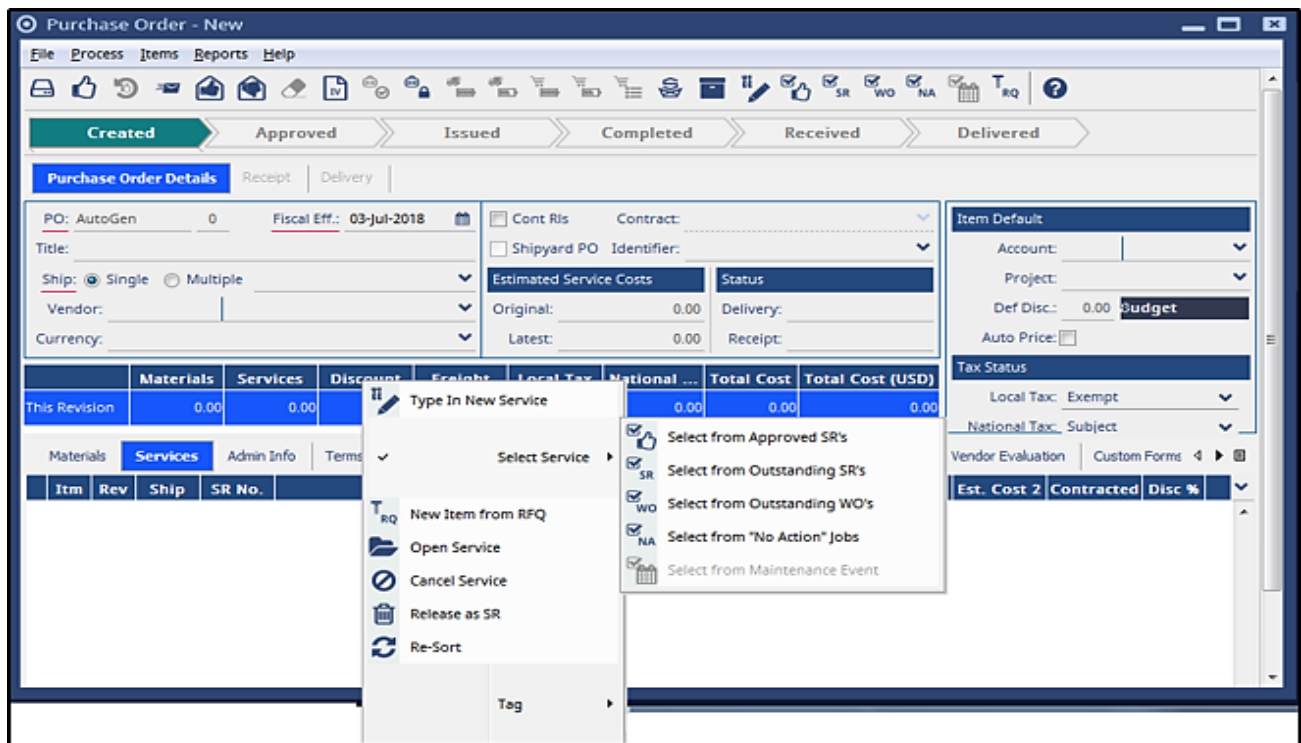 Purchase Order - New
File Process Items Reports Help
IV SR WO NA T RQ ?
Created Approved Issued Completed Received Delivered
Purchase Order Details Receipt Delivery
PO: AutoGen 0 Fiscal Eff.: 03-Jul-2018 Cont Rls Contract: Item Default
Title: Shipyard PO Identifier: Account:
Ship: Single Multiple Estimated Service Costs Status Project:
Vendor: Original: 0.00 Delivery: Def Disc.: 0.00 Budget
Currency: Latest: 0.00 Receipt: Auto Price:
Materials Services Discount Freight Local Tax National ... Total Cost Total Cost (USD) Tax Status
This Revision 0.00 0.00 0.00 0.00 0.00 Local Tax: Exempt
National Tax: Subject
Materials Services Admin Info Terms Vendor Evaluation Custom Forms
Itm Rev Ship SR No. Est. Cost 2 Contracted Disc %
Type In New Service
Select Service
New Item from RFQ
Open Service
Cancel Service
Release as SR
Re-Sort
Tag
Select from Approved SR's
SR Select from Outstanding SR's
WO Select from Outstanding WO's
NA Select from "No Action" Jobs
Select from Maintenance Event